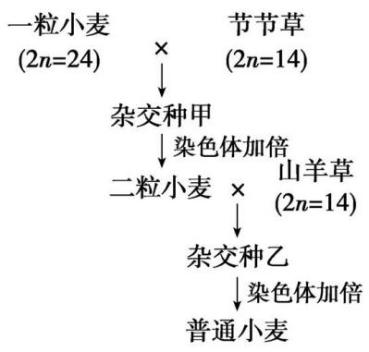 一粒小麦 × 节节草
(2n=24) (2n=14)
杂交种甲
染色体加倍
二粒小麦 × 山羊草
(2n=14)
杂交种乙
染色体加倍
普通小麦